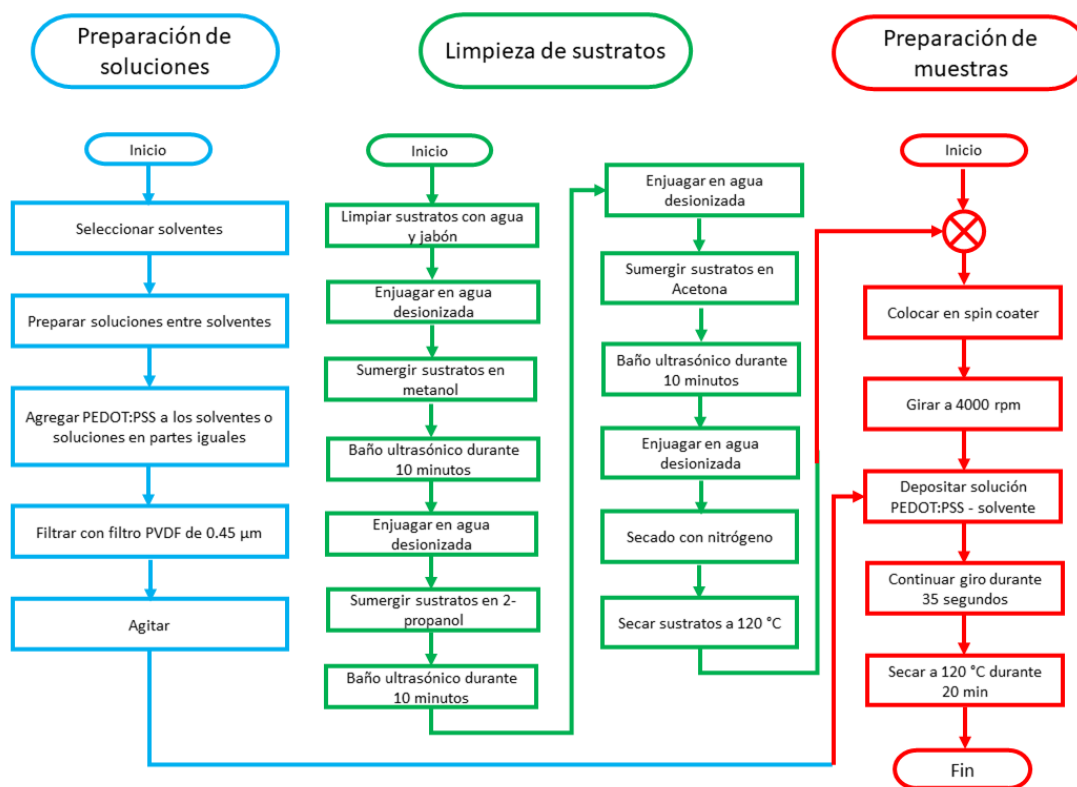 Preparación de
soluciones
Limpieza de sustratos
Preparación de
muestras
Inicio
Seleccionar solventes
Preparar soluciones entre solventes
Agregar PEDOT:PSS a los solventes o
soluciones en partes iguales
Filtrar con filtro PVDF de 0.45 µm
Agitar
Inicio
Limpiar sustratos con agua
y jabón
Enjuagar en agua
desionizada
Sumergir sustratos en
metanol
Baño ultrasónico durante
10 minutos
Enjuagar en agua
desionizada
Sumergir sustratos en 2-
propanol
Baño ultrasónico durante
10 minutos
Enjuagar en agua
desionizada
Sumergir sustratos en
Acetona
Baño ultrasónico durante
10 minutos
Enjuagar en agua
desionizada
Secado con nitrógeno
Secar sustratos a 120 °C
Inicio
Colocar en spin coater
Girar a 4000 rpm
Depositar solución
PEDOT:PSS - solvente
Continuar giro durante
35 segundos
Secar a 120 °C durante
20 min
Fin